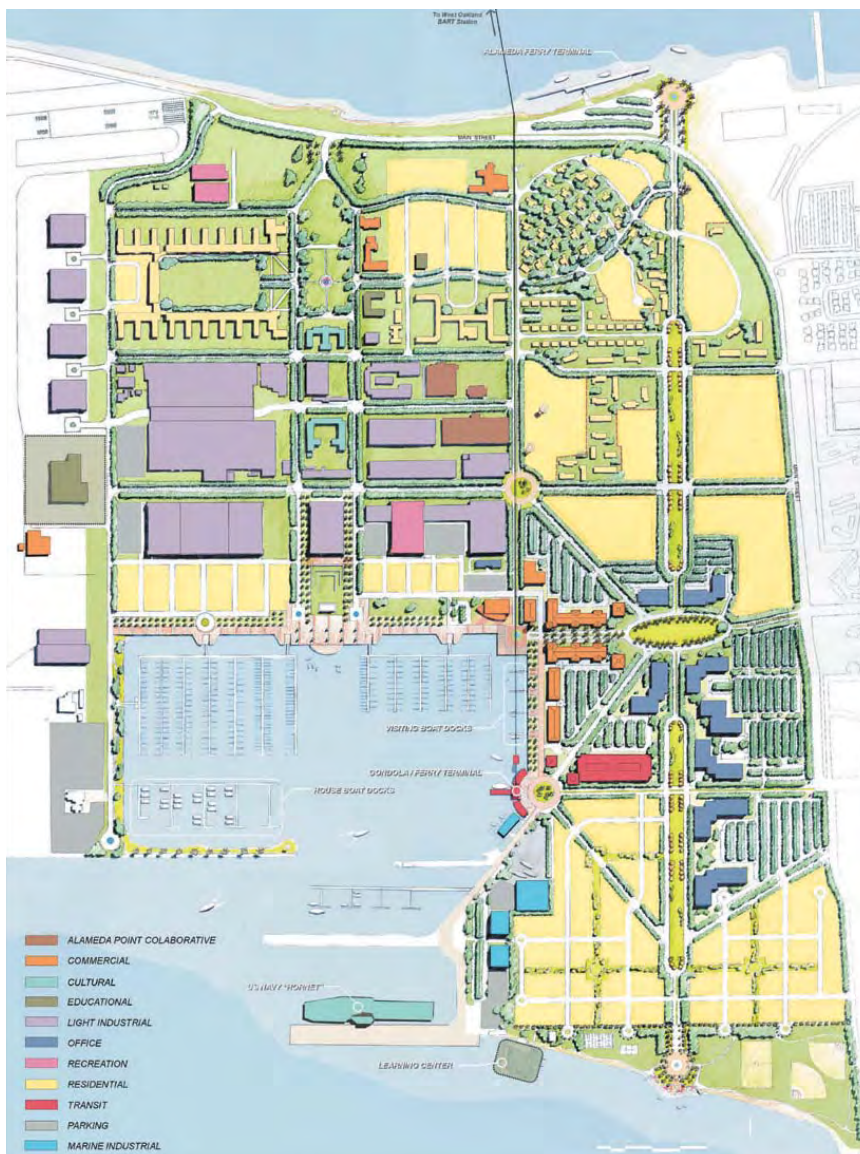 To West Oakland
BART Station
ALAMEDA FERRY TERMINAL
MAIN STREET
VISITING BOAT DOCKS
GONDOLA / FERRY TERMINAL
HOUSE BOAT DOCKS
US NAVY "HORNET"
LEARNING CENTER
ALAMEDA POINT COLABORATIVE
COMMERCIAL
CULTURAL
EDUCATIONAL
LIGHT INDUSTRIAL
OFFICE
RECREATION
RESIDENTIAL
TRANSIT
PARKING
MARINE INDUSTRIAL